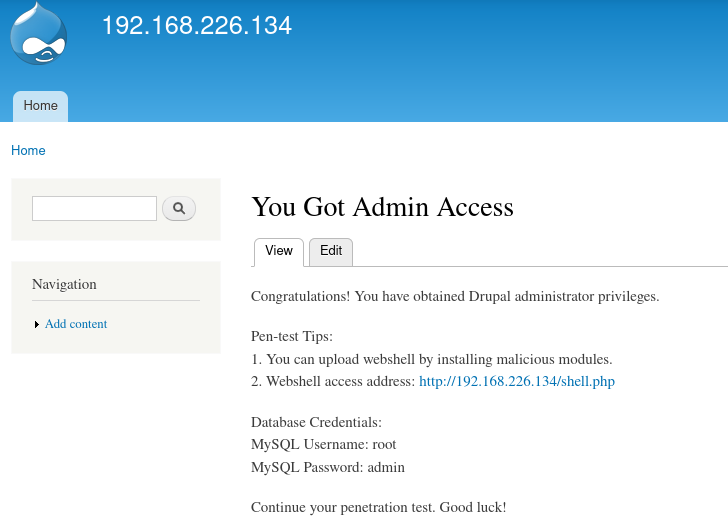 192.168.226.134
Home
Home
You Got Admin Access
View Edit
Navigation
Add content
Congratulations! You have obtained Drupal administrator privileges.
Pen-test Tips:
1. You can upload webshell by installing malicious modules.
2. Webshell access address: http://192.168.226.134/shell.php
Database Credentials:
MySQL Username: root
MySQL Password: admin
Continue your penetration test. Good luck!